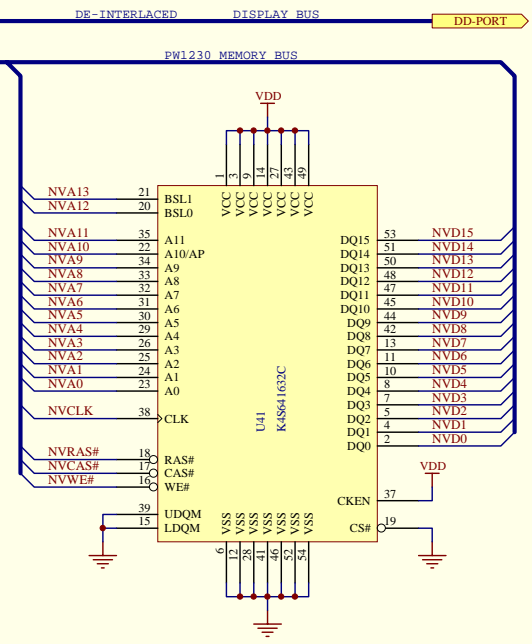 DE-INTERLACED DISPLAY BUS
DD-PORT
PW1230 MEMORY BUS
VDD
1 3 9 14 27 43 49
VCC VCC VCC VCC VCC VCC VCC
NVA13 21 BSL1
NVA12 20 BSL0
NVA11 35 A11 DQ15 53 NVD15
NVA10 22 A10/AP DQ14 51 NVD14
NVA9 34 A9 DQ13 50 NVD13
NVA8 33 A8 DQ12 48 NVD12
NVA7 32 A7 DQ11 47 NVD11
NVA6 31 A6 DQ10 45 NVD10
NVA5 30 A5 DQ9 44 NVD9
NVA4 29 A4 DQ8 42 NVD8
NVA3 26 A3 DQ7 13 NVD7
NVA2 25 A2 DQ6 11 NVD6
NVA1 24 A1 DQ5 10 NVD5
NVA0 23 A0 DQ4 8 NVD4
DQ3 7 NVD3
NVCLK 38 CLK DQ2 5 NVD2
DQ1 4 NVD1
DQ0 2 NVD0
U41
K4S641632C
NVRAS# 18 RAS#
NVCAS# 17 CAS#
NVWE# 16 WE#
VDD
CKEN 37
39 UDQM
15 LDQM
CS# 19
VSS VSS VSS VSS VSS VSS VSS
6 12 28 41 46 52 54